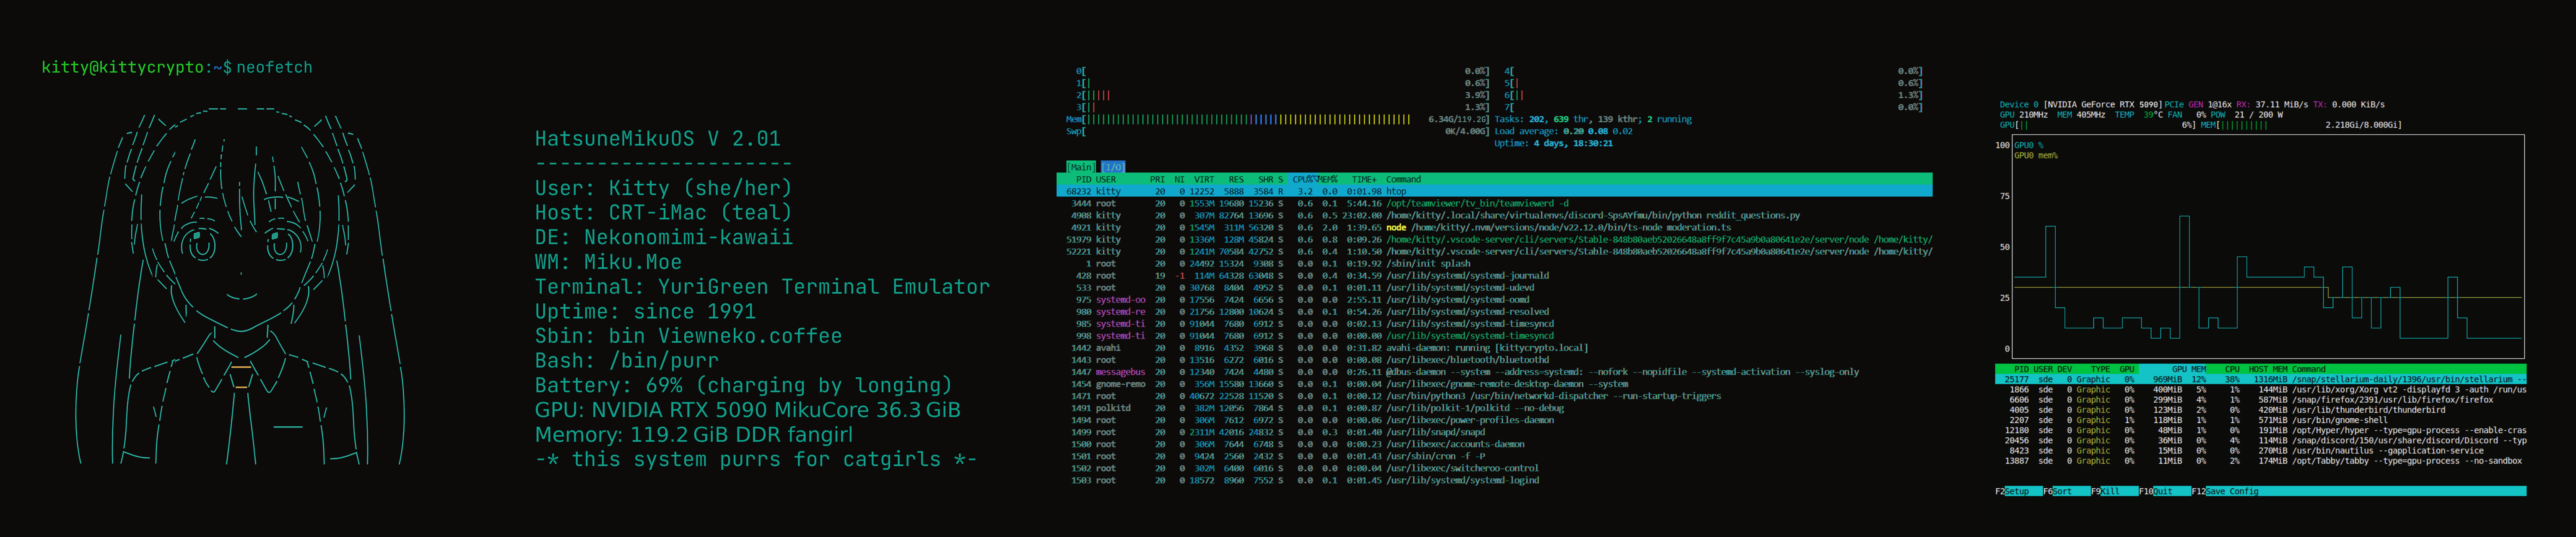 kitty@kittycrypto:~$ neofetch
HatsuneMikuOS V 2.01
---------------------
User: Kitty (she/her)
Host: CRT-iMac (teal)
DE: Nekonomimi-kawaii
WM: Miku.Moe
Terminal: YuriGreen Terminal Emulator
Uptime: since 1991
Sbin: bin Viewneko.coffee
Bash: /bin/purr
Battery: 69% (charging by longing)
GPU: NVIDIA RTX 5090 MikuCore 36.3 GiB
Memory: 119.2 GiB DDR fangirl
-* this system purrs for catgirls *-
0[ 0.0%] 4[ 0.0%]
1[ 0.6%] 5[ 0.6%]
2[ 3.9%] 6[ 1.3%]
3[ 1.3%] 7[ 0.0%]
Mem[ 6.34G/119.2G] Tasks: 202, 639 thr, 139 kthr; 2 running
Swp[ 0K/4.00G] Load average: 0.20 0.08 0.02
Uptime: 4 days, 18:30:21
[Main] [I/O]
PID USER PRI NI VIRT RES SHR S CPU%▽MEM% TIME+ Command
68232 kitty 20 0 12252 5888 3584 R 3.2 0.0 0:01.98 htop
3444 root 20 0 1553M 19680 15236 S 0.6 0.1 5:44.16 /opt/teamviewer/tv_bin/teamviewerd -d
4908 kitty 20 0 307M 82764 13696 S 0.6 0.5 23:02.00 /home/kitty/.local/share/virtualenvs/discord-SpsAYfmu/bin/python reddit_questions.py
4921 kitty 20 0 1545M 311M 56320 S 0.6 2.0 1:39.65 node /home/kitty/.nvm/versions/node/v22.12.0/bin/ts-node moderation.ts
51979 kitty 20 0 1336M 128M 45824 S 0.6 0.8 0:09.26 /home/kitty/.vscode-server/cli/servers/Stable-848b80aeb52026648a8ff9f7c45a9b0a80641e2e/server/node /home/kitty/
52221 kitty 20 0 1241M 70584 42752 S 0.6 0.4 1:10.50 /home/kitty/.vscode-server/cli/servers/Stable-848b80aeb52026648a8ff9f7c45a9b0a80641e2e/server/node /home/kitty/
1 root 20 0 24492 15324 9308 S 0.0 0.1 0:19.92 /sbin/init splash
428 root 19 -1 114M 64328 63048 S 0.0 0.4 0:34.59 /usr/lib/systemd/systemd-journald
533 root 20 0 30768 8404 4952 S 0.0 0.1 0:01.11 /usr/lib/systemd/systemd-udevd
975 systemd-oo 20 0 17556 7424 6656 S 0.0 0.0 2:55.11 /usr/lib/systemd/systemd-oomd
980 systemd-re 20 0 21756 12800 10624 S 0.0 0.1 0:54.26 /usr/lib/systemd/systemd-resolved
985 systemd-ti 20 0 91044 7680 6912 S 0.0 0.0 0:02.13 /usr/lib/systemd/systemd-timesyncd
998 systemd-ti 20 0 91044 7680 6912 S 0.0 0.0 0:00.00 /usr/lib/systemd/systemd-timesyncd
1442 avahi 20 0 8916 4352 3968 S 0.0 0.0 0:31.82 avahi-daemon: running [kittycrypto.local]
1443 root 20 0 13516 6272 6016 S 0.0 0.0 0:00.08 /usr/libexec/bluetooth/bluetoothd
1447 messagebus 20 0 12340 7424 4480 S 0.0 0.0 0:26.11 @dbus-daemon --system --address=systemd: --nofork --nopidfile --systemd-activation --syslog-only
1454 gnome-remo 20 0 356M 15580 13660 S 0.0 0.1 0:00.04 /usr/libexec/gnome-remote-desktop-daemon --system
1471 root 20 0 40672 22528 11520 S 0.0 0.1 0:00.12 /usr/bin/python3 /usr/bin/networkd-dispatcher --run-startup-triggers
1491 polkitd 20 0 382M 12056 7864 S 0.0 0.1 0:00.87 /usr/lib/polkit-1/polkitd --no-debug
1494 root 20 0 306M 7612 6972 S 0.0 0.0 0:00.06 /usr/libexec/power-profiles-daemon
1499 root 20 0 2311M 42016 24832 S 0.0 0.3 0:01.40 /usr/lib/snapd/snapd
1500 root 20 0 306M 7644 6748 S 0.0 0.0 0:00.23 /usr/libexec/accounts-daemon
1501 root 20 0 9424 2560 2432 S 0.0 0.0 0:01.43 /usr/sbin/cron -f -P
1502 root 20 0 302M 6400 6016 S 0.0 0.0 0:00.04 /usr/libexec/switcheroo-control
1503 root 20 0 18572 8960 7552 S 0.0 0.1 0:01.45 /usr/lib/systemd/systemd-logind
Device 0 [NVIDIA GeForce RTX 5090] PCIe GEN 1@16x RX: 37.11 MiB/s TX: 0.000 KiB/s
GPU 210MHz MEM 405MHz TEMP 39°C FAN 0% POW 21 / 200 W
GPU[ 6%] MEM[ 2.218Gi/8.000Gi]
100
GPU0 %
GPU0 mem%
75
50
25
0
PID USER DEV TYPE GPU GPU MEM CPU HOST MEM Command
25177 sde 0 Graphic 0% 969MiB 12% 38% 1316MiB /snap/stellarium-daily/1396/usr/bin/stellarium --
1866 sde 0 Graphic 0% 400MiB 5% 1% 144MiB /usr/lib/xorg/Xorg vt2 -displayfd 3 -auth /run/us
6606 sde 0 Graphic 0% 299MiB 4% 1% 587MiB /snap/firefox/2391/usr/lib/firefox/firefox
4005 sde 0 Graphic 0% 123MiB 2% 0% 420MiB /usr/lib/thunderbird/thunderbird
2207 sde 0 Graphic 1% 118MiB 1% 1% 571MiB /usr/bin/gnome-shell
12180 sde 0 Graphic 0% 48MiB 1% 0% 191MiB /opt/Hyper/hyper --type=gpu-process --enable-cras
20456 sde 0 Graphic 0% 36MiB 0% 4% 114MiB /snap/discord/150/usr/share/discord/Discord --typ
8423 sde 0 Graphic 0% 15MiB 0% 0% 270MiB /usr/bin/nautilus --gapplication-service
13887 sde 0 Graphic 0% 11MiB 0% 2% 174MiB /opt/Tabby/tabby --type=gpu-process --no-sandbox
F2Setup F6Sort F9Kill F10Quit F12Save Config